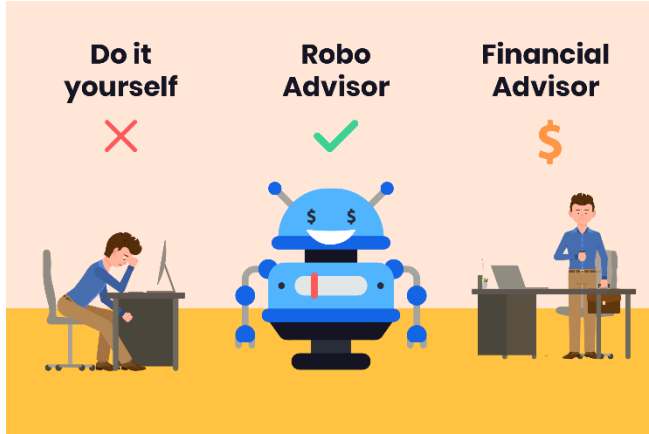 Do it
yourself
Robo
Advisor
Financial
Advisor
$
$ $